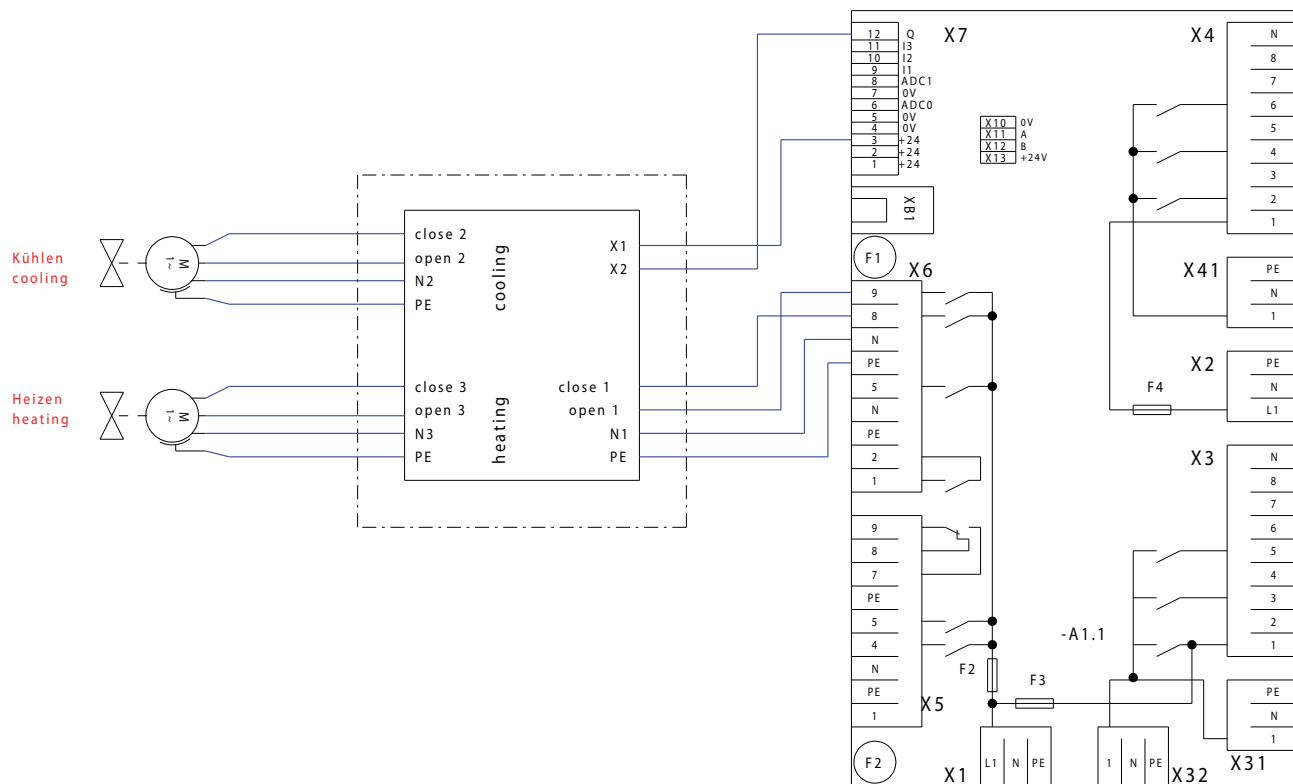 Kühlen
cooling
M
1~
close 2
open 2
N2
PE
cooling
X1
X2
Heizen
heating
M
1~
close 3
open 3
N3
PE
heating
close 1
open 1
N1
PE
X7
12 Q
11 I3
10 I2
9 I1
8 ADC1
7 0V
6 ADC0
5 0V
4 0V
3 +24
2 +24
1 +24
X10 0V
X11 A
X12 B
X13 +24V
XB1
F1
X6
9
8
N
PE
5
N
PE
2
1
9
8
7
PE
5
4
N
PE
1
X5
F2
F2
F3
-A1.1
X1
L1 N PE
1 N PE
X32
X4
N
8
7
6
5
4
3
2
1
X41
PE
N
1
X2
PE
N
L1
F4
X3
N
8
7
6
5
4
3
2
1
PE
N
1
X31